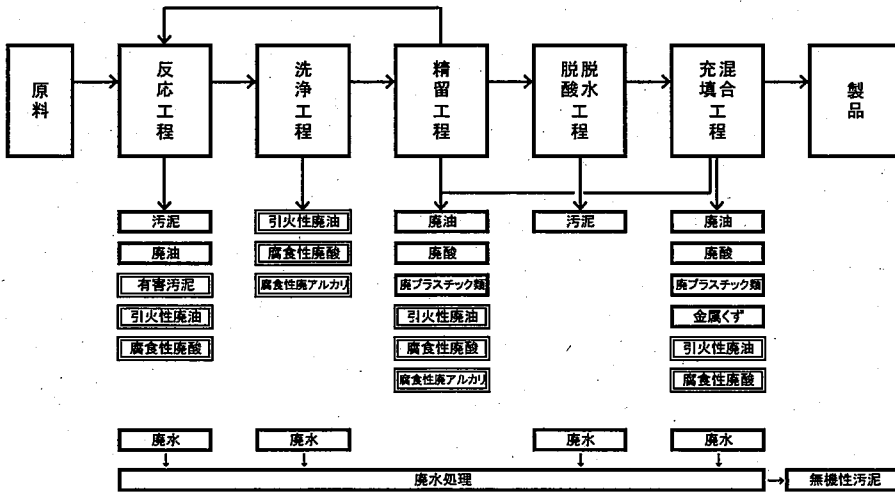 原料
反応工程
洗浄工程
精留工程
脱水
脱酸
工程
混合
充填
工程
製品
汚泥
廃油
有害汚泥
引火性廃油
腐食性廃酸
引火性廃油
腐食性廃酸
腐食性廃アルカリ
廃油
廃酸
廃プラスチック類
引火性廃油
腐食性廃酸
腐食性廃アルカリ
汚泥
廃油
廃酸
廃プラスチック類
金属くず
引火性廃油
腐食性廃酸
廃水
廃水
廃水
廃水
廃水処理
無機性汚泥